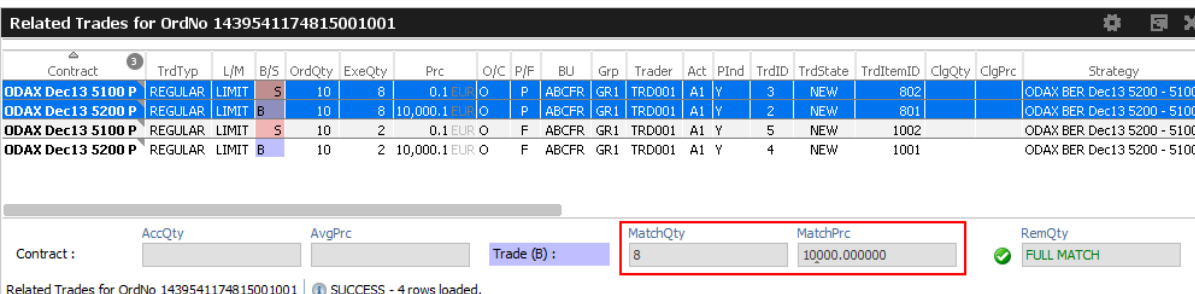 Related Trades for OrdNo 1439541174815001001
3
Contract TrdTyp L/M B/S OrdQty ExeQty Prc O/C P/F BU Grp Trader Act PInd TrdID TrdState TrdItemID ClgQty ClgPrc Strategy
ODAX Dec13 5100 P REGULAR LIMIT S 10 8 0.1 EUR O P ABCFR GR1 TRD001 A1 Y 3 NEW 802 ODAX BER Dec13 5200 - 5100
ODAX Dec13 5200 P REGULAR LIMIT B 10 8 10,000.1 EUR O P ABCFR GR1 TRD001 A1 Y 2 NEW 801 ODAX BER Dec13 5200 - 5100
ODAX Dec13 5100 P REGULAR LIMIT S 10 2 0.1 EUR O F ABCFR GR1 TRD001 A1 Y 5 NEW 1002 ODAX BER Dec13 5200 - 5100
ODAX Dec13 5200 P REGULAR LIMIT B 10 2 10,000.1 EUR O F ABCFR GR1 TRD001 A1 Y 4 NEW 1001 ODAX BER Dec13 5200 - 5100
AccQty AvgPrc MatchQty MatchPrc RemQty
Contract : Trade (B) : 8 10000.000000 FULL MATCH
Related Trades for OrdNo 1439541174815001001 SUCCESS - 4 rows loaded.